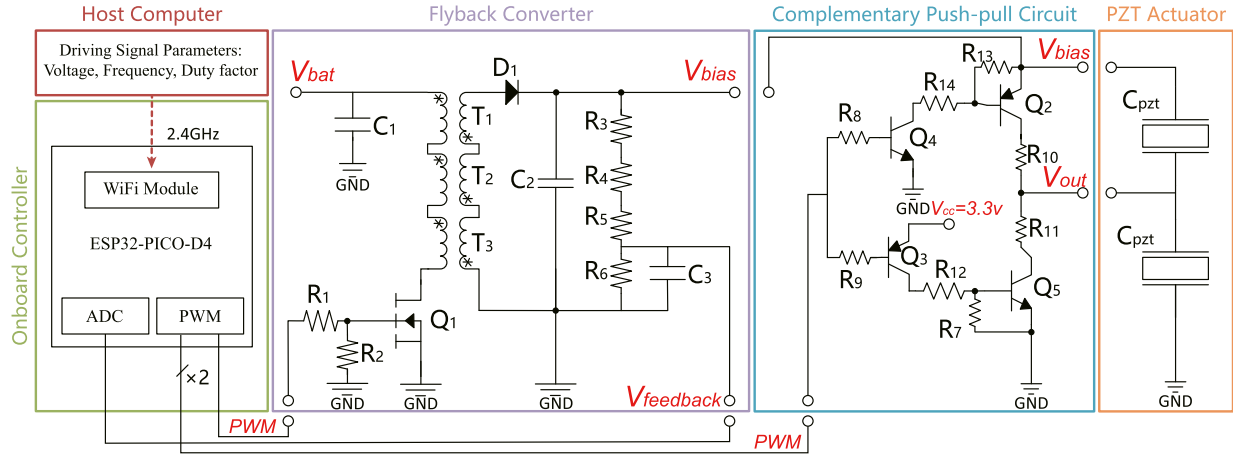 Host Computer
Flyback Converter
Complementary Push-pull Circuit
PZT Actuator
Driving Signal Parameters:
Voltage, Frequency, Duty factor
Onboard Controller
2.4GHz
WiFi Module
ESP32-PICO-D4
ADC
PWM
×2
PWM
Vbat
C1
GND
D1
T1
T2
T3
C2
R3
R4
R5
R6
C3
Vbias
R1
R2
Q1
GND
GND
GND
Vfeedback
R13
Vbias
R14
Q2
R8
Q4
R10
GND
Vout
Vcc=3.3v
R11
Q3
R9
R12
Q5
R7
GND
PWM
Cpzt
Cpzt
GND